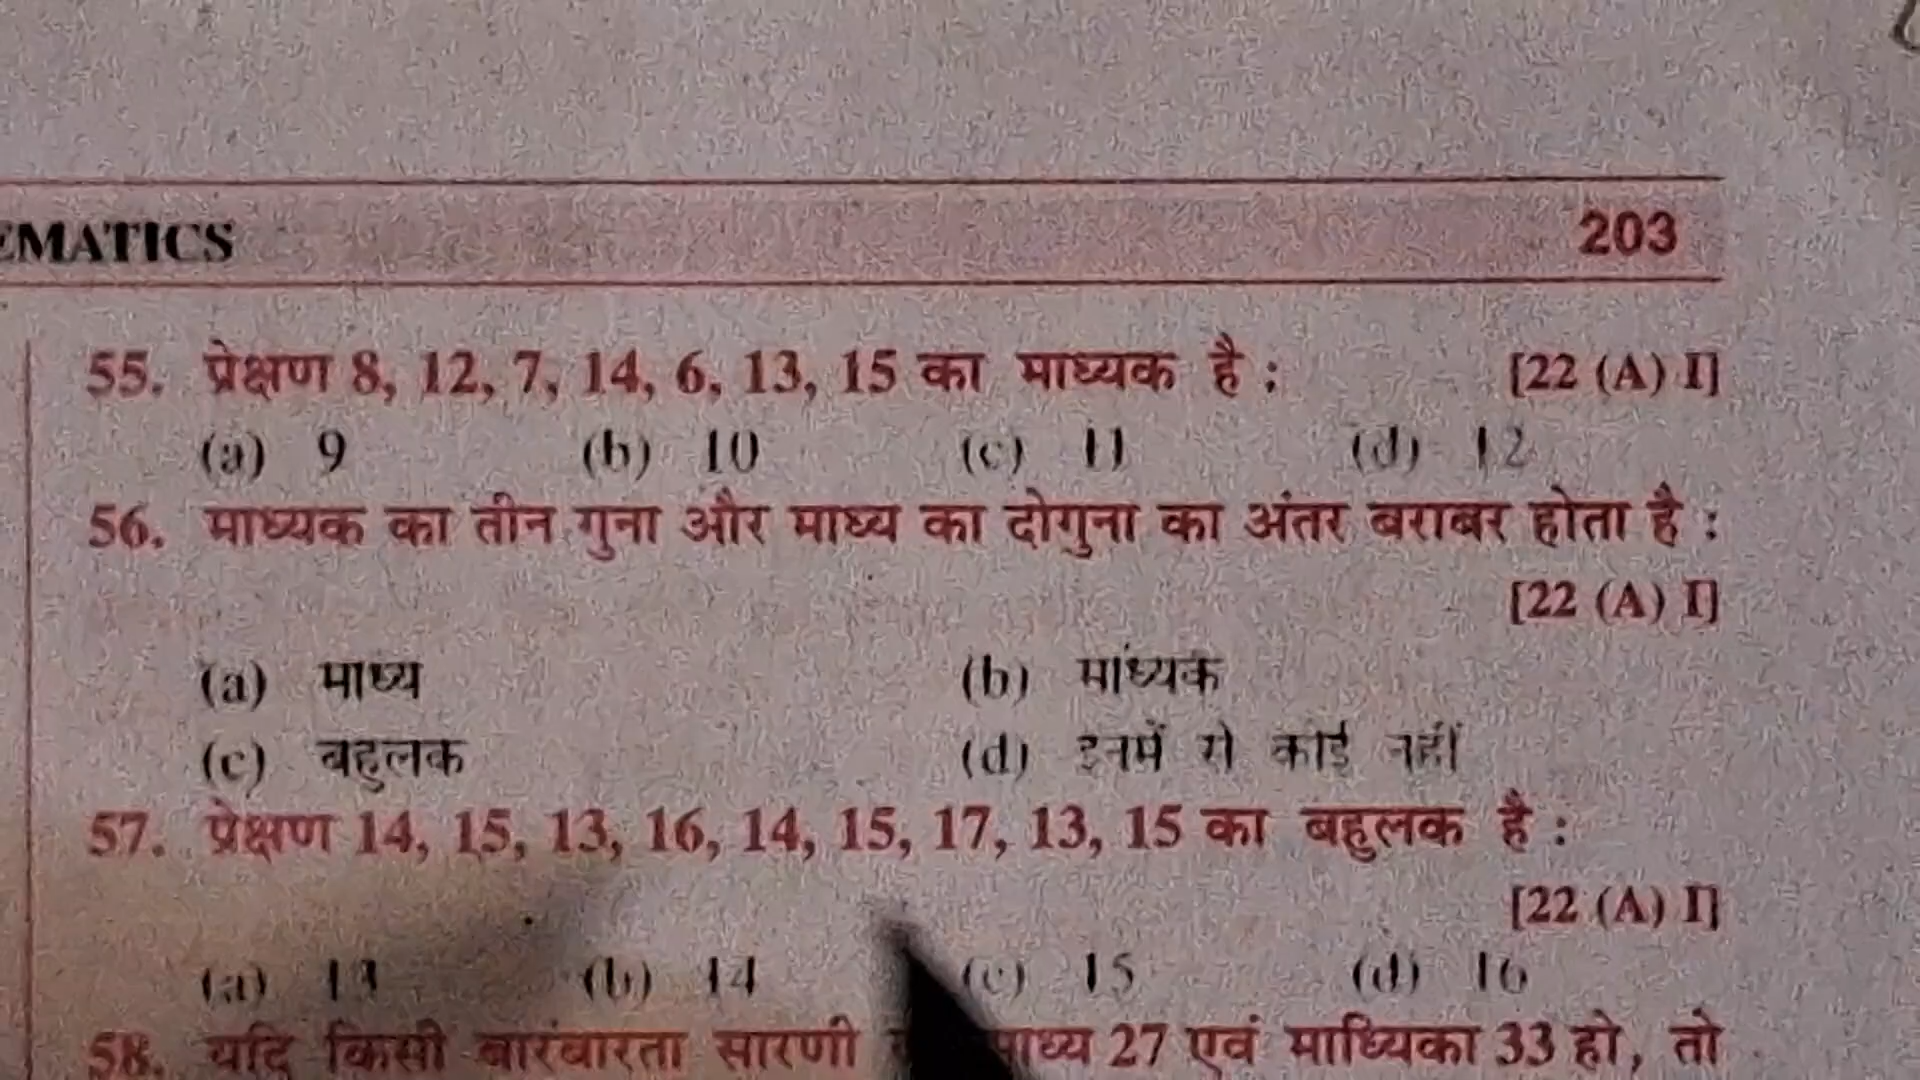 EMATICS 203
55. प्रेक्षण 8, 12, 7, 14, 6, 13, 15 का माध्यक है : [22 (A) I]
(a) 9 (b) 10 (c) 11 (d) 12
56. माध्यक का तीन गुना और माध्य का दोगुना का अंतर बराबर होता है :
[22 (A) I]
(a) माध्य (b) माध्यक
(c) बहुलक (d) इनमें से कोई नहीं
57. प्रेक्षण 14, 15, 13, 16, 14, 15, 17, 13, 15 का बहुलक है :
[22 (A) I]
(a) 13 (b) 14 (c) 15 (d) 16
58. यदि किसी बारंबारता सारणी माध्य 27 एवं माध्यिका 33 हो, तो